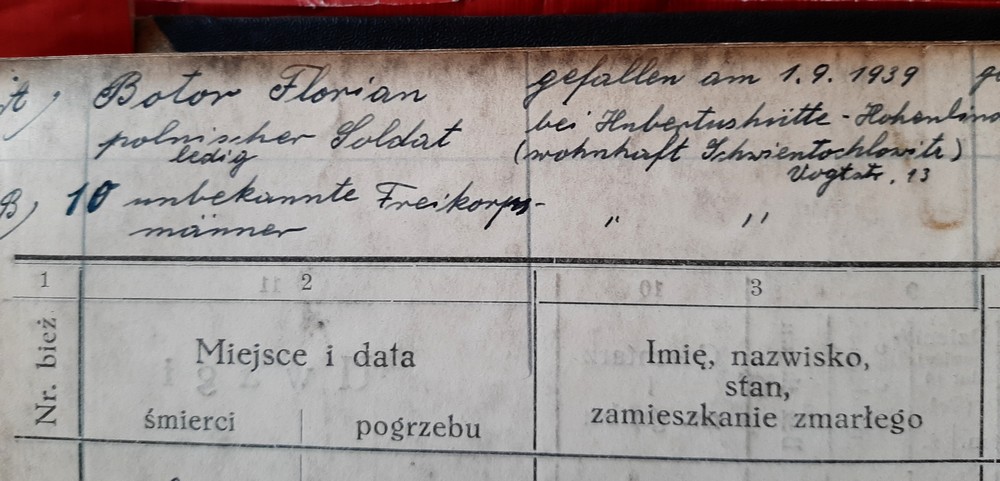 A) Botor Florian gefallen am 1.9. 1939
polnischer Soldat bei Hubertushütte - Hohenlind
ledig (wohnhaft Schwientochlowitz)
Vogtstr. 13
B) 10 unbekannte Freikorps- " "
männer
1 2 3
Nr. bież. Miejsce i data Imię, nazwisko,
stan,
śmierci pogrzebu zamieszkanie zmarłego